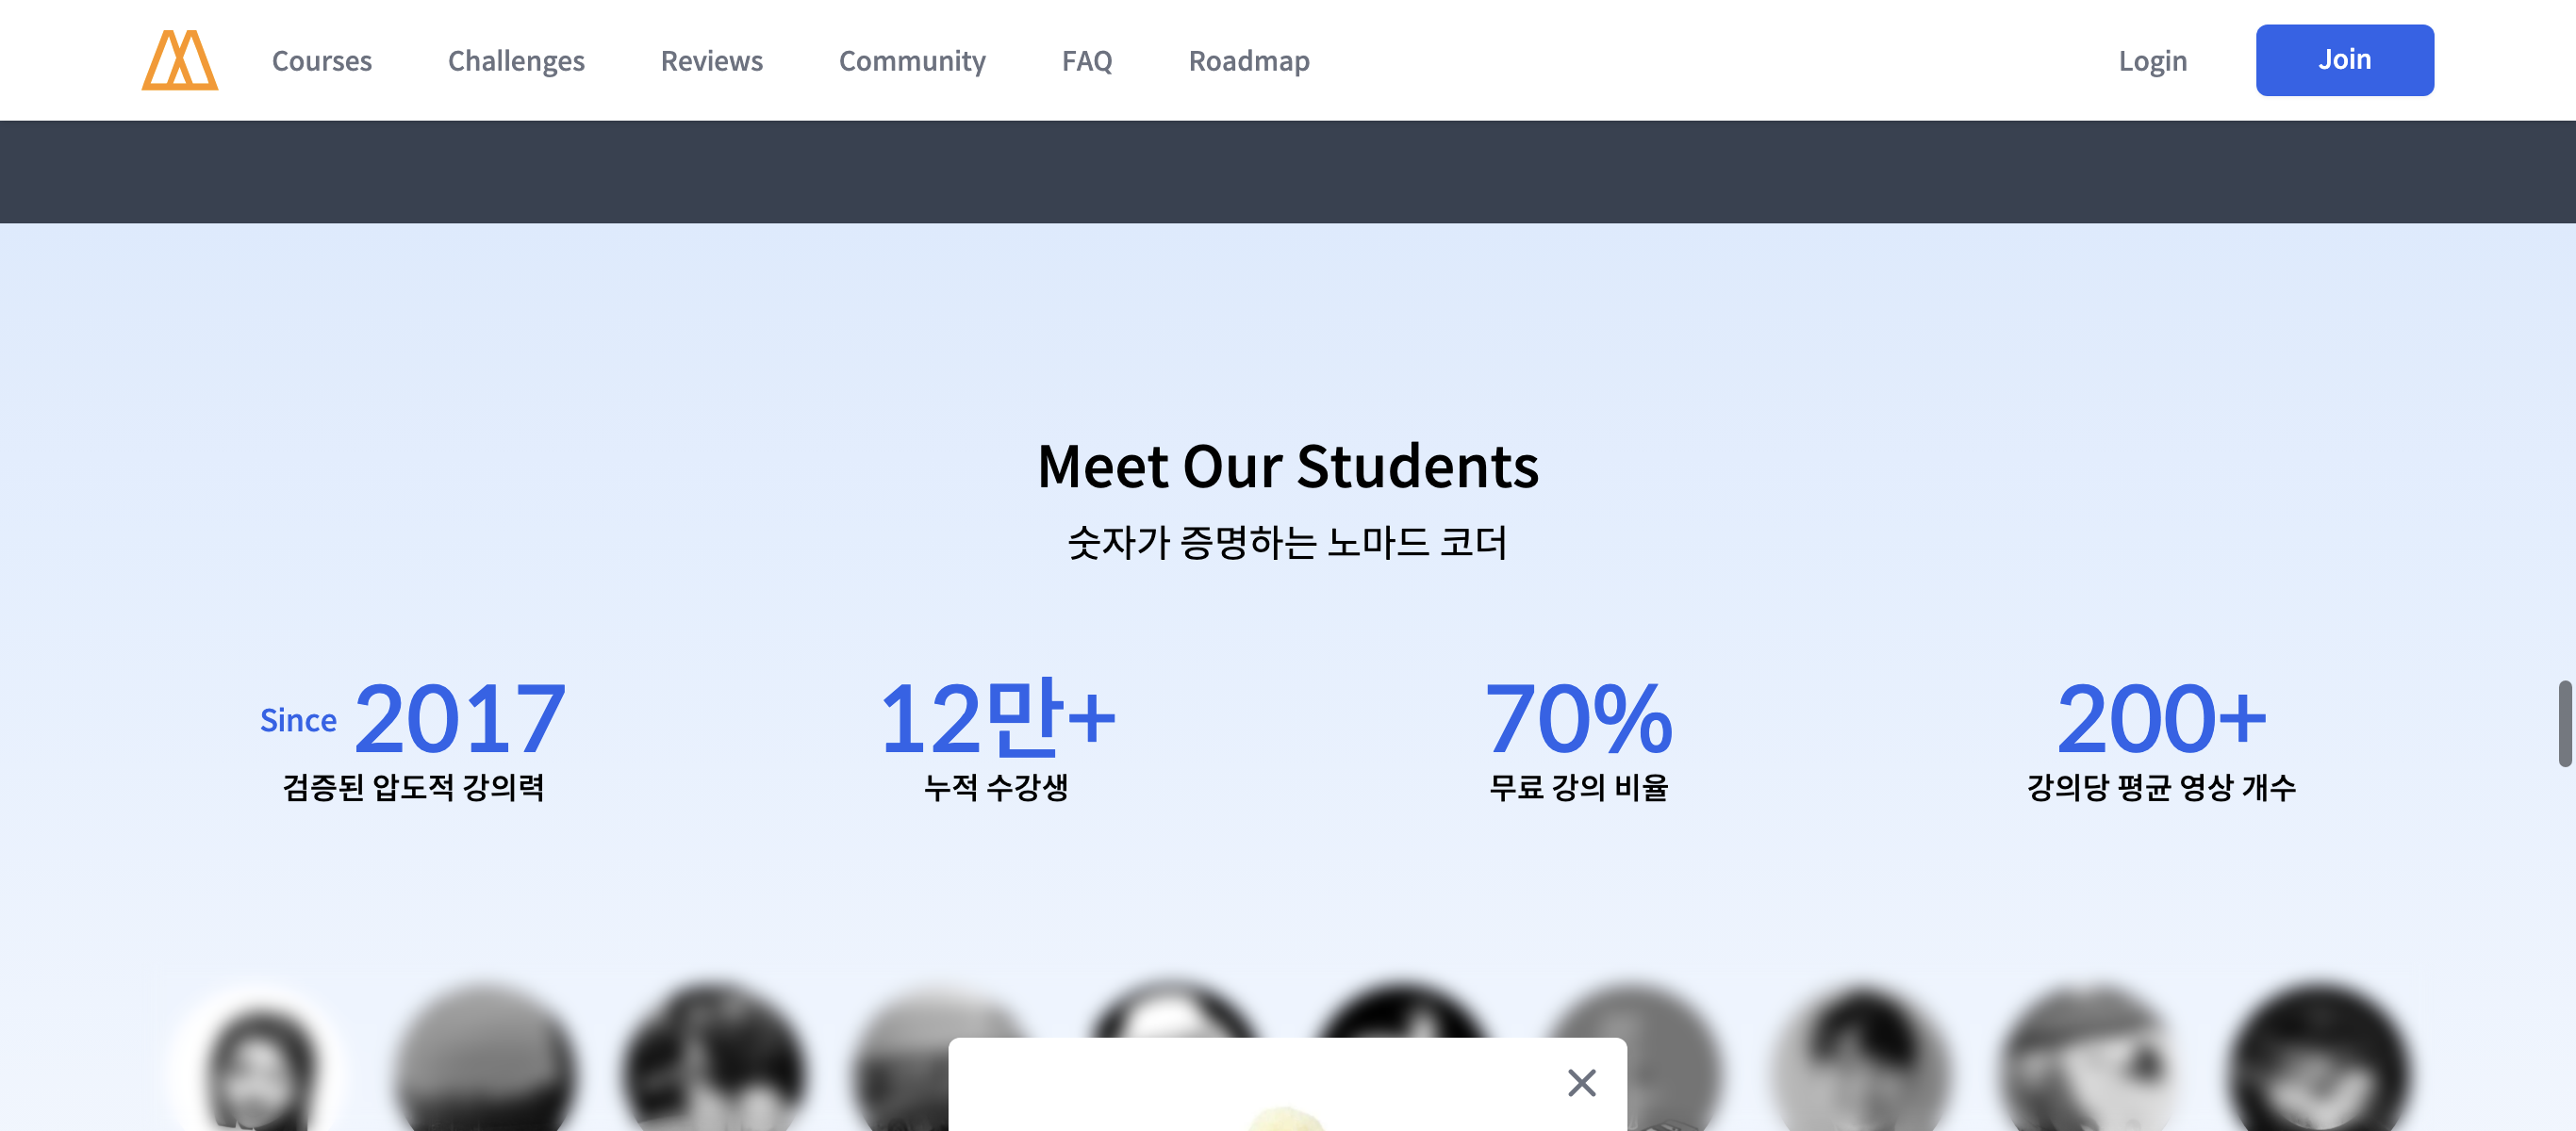 Courses Challenges Reviews Community FAQ Roadmap Login Join
Meet Our Students
숫자가 증명하는 노마드 코더
Since 2017 12만+ 70% 200+
검증된 압도적 강의력 누적 수강생 무료 강의 비율 강의당 평균 영상 개수